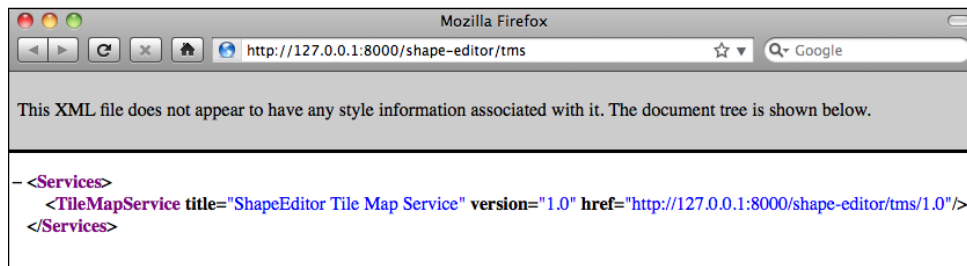 Mozilla Firefox
http://127.0.0.1:8000/shape-editor/tms
Google
This XML file does not appear to have any style information associated with it. The document tree is shown below.
– <Services>
<TileMapService title="ShapeEditor Tile Map Service" version="1.0" href="http://127.0.0.1:8000/shape-editor/tms/1.0"/>
</Services>